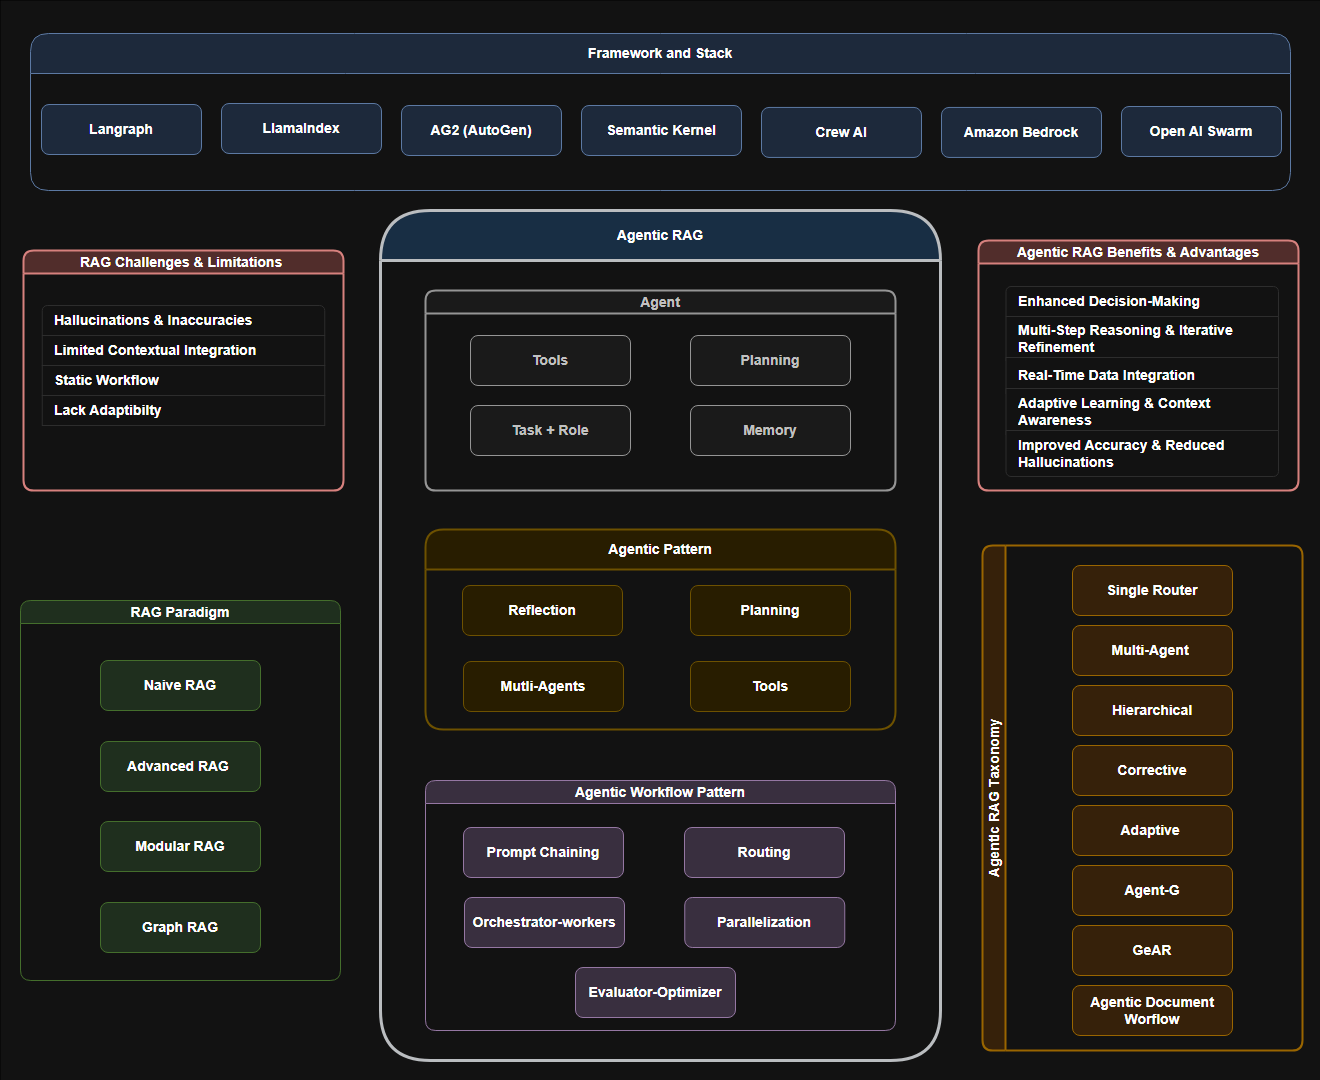 Framework and Stack
Langraph
LlamaIndex
AG2 (AutoGen)
Semantic Kernel
Crew AI
Amazon Bedrock
Open AI Swarm
RAG Challenges & Limitations
Hallucinations & Inaccuracies
Limited Contextual Integration
Static Workflow
Lack Adaptibilty
RAG Paradigm
Naive RAG
Advanced RAG
Modular RAG
Graph RAG
Agentic RAG
Agent
Tools
Planning
Task + Role
Memory
Agentic Pattern
Reflection
Planning
Mutli-Agents
Tools
Agentic Workflow Pattern
Prompt Chaining
Routing
Orchestrator-workers
Parallelization
Evaluator-Optimizer
Agentic RAG Benefits & Advantages
Enhanced Decision-Making
Multi-Step Reasoning & Iterative
Refinement
Real-Time Data Integration
Adaptive Learning & Context
Awareness
Improved Accuracy & Reduced
Hallucinations
Agentic RAG Taxonomy
Single Router
Multi-Agent
Hierarchical
Corrective
Adaptive
Agent-G
GeAR
Agentic Document
Worflow